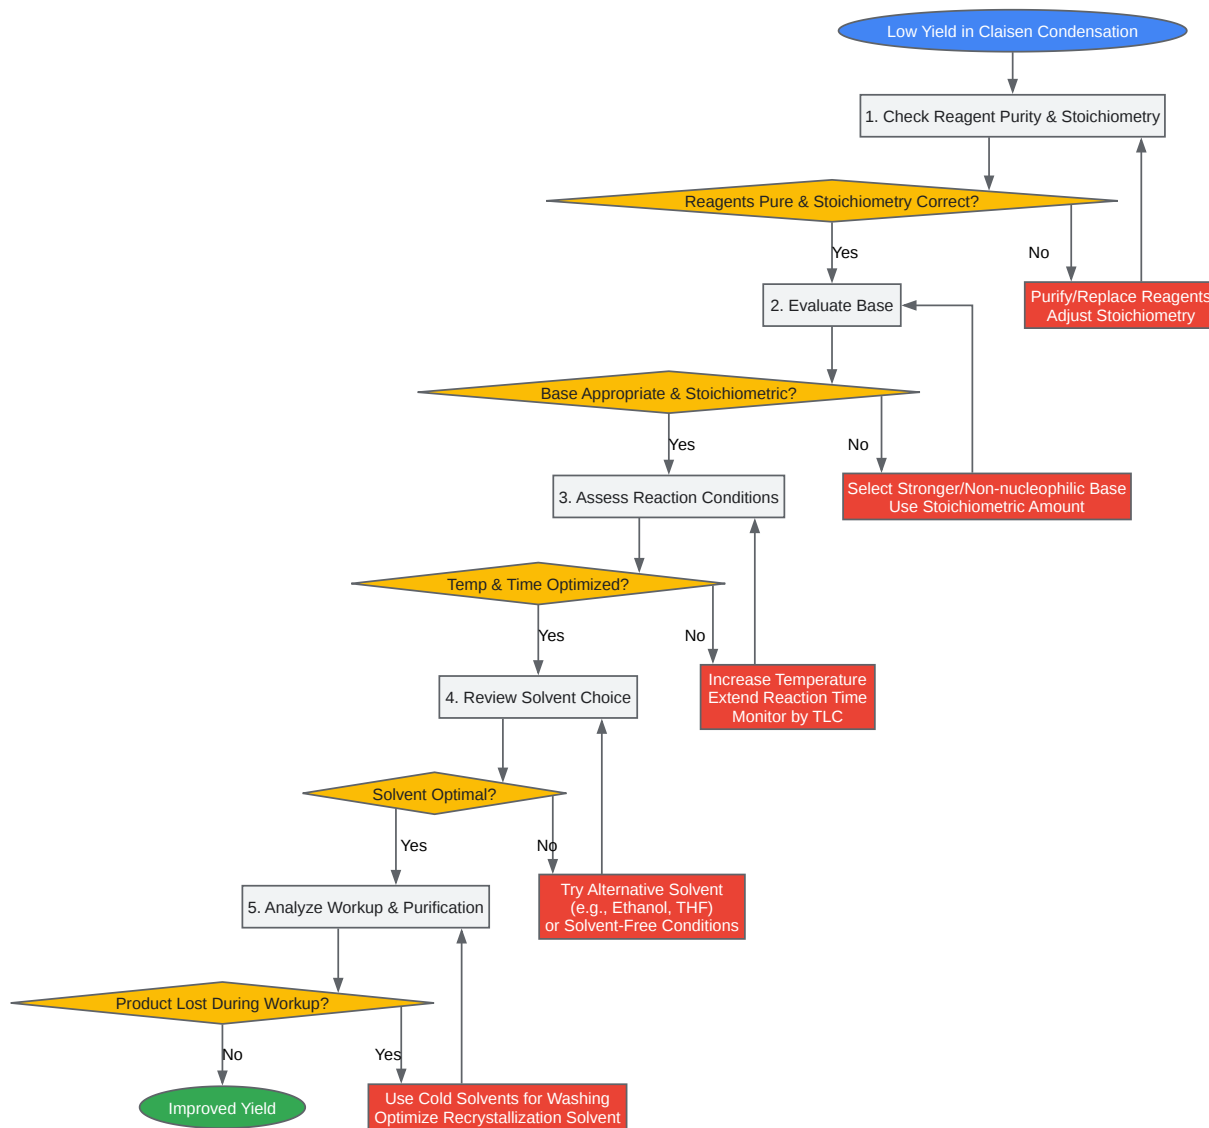 Low Yield in Claisen Condensation
1. Check Reagent Purity & Stoichiometry
Reagents Pure & Stoichiometry Correct?
Yes
No
Purify/Replace Reagents
Adjust Stoichiometry
2. Evaluate Base
Base Appropriate & Stoichiometric?
Yes
No
Select Stronger/Non-nucleophilic Base
Use Stoichiometric Amount
3. Assess Reaction Conditions
Temp & Time Optimized?
Yes
No
Increase Temperature
Extend Reaction Time
Monitor by TLC
4. Review Solvent Choice
Solvent Optimal?
Yes
No
Try Alternative Solvent
(e.g., Ethanol, THF)
or Solvent-Free Conditions
5. Analyze Workup & Purification
Product Lost During Workup?
No
Yes
Improved Yield
Use Cold Solvents for Washing
Optimize Recrystallization Solvent